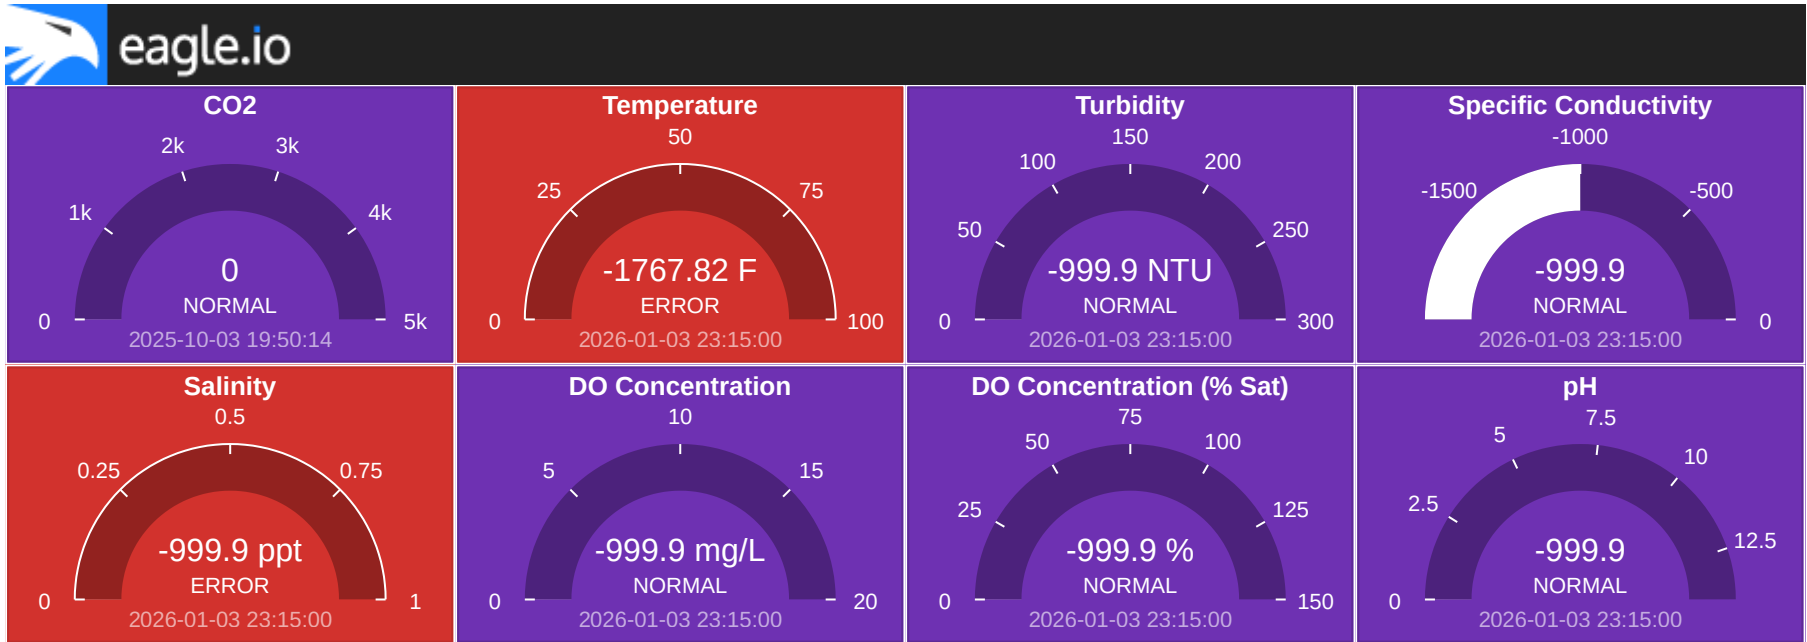 eagle.io
CO2
2k
3k
1k
4k
0
NORMAL
0
5k
2025-10-03 19:50:14
Temperature
50
25
75
-1767.82 F
ERROR
0
100
2026-01-03 23:15:00
Turbidity
150
100
200
50
250
-999.9 NTU
NORMAL
0
300
2026-01-03 23:15:00
Specific Conductivity
-1000
-1500
-500
-999.9
NORMAL
0
2026-01-03 23:15:00
Salinity
0.5
0.25
0.75
-999.9 ppt
ERROR
0
1
2026-01-03 23:15:00
DO Concentration
10
5
15
-999.9 mg/L
NORMAL
0
20
2026-01-03 23:15:00
DO Concentration (% Sat)
75
50
100
25
125
-999.9 %
NORMAL
0
150
2026-01-03 23:15:00
pH
7.5
5
10
2.5
12.5
-999.9
NORMAL
0
2026-01-03 23:15:00